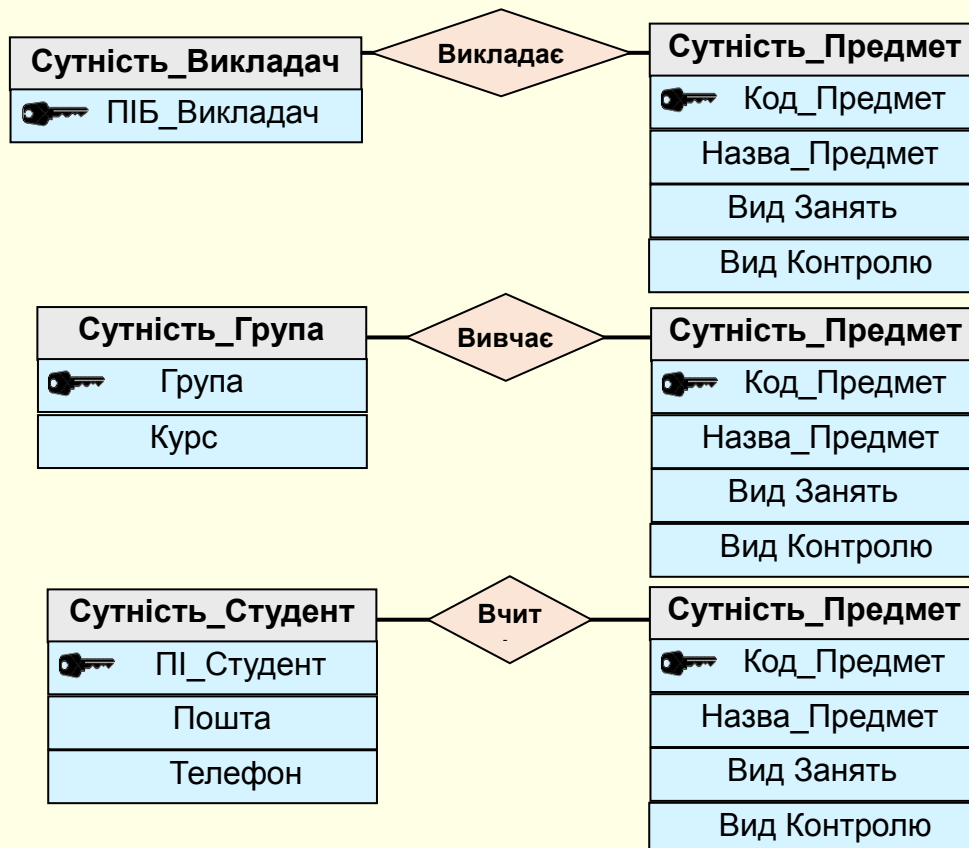 Сутність_Викладач
ПІБ_Викладач
Викладає
Сутність_Предмет
Код_Предмет
Назва_Предмет
Вид Занять
Вид Контролю
Сутність_Група
Група
Курс
Вивчає
Сутність_Предмет
Код_Предмет
Назва_Предмет
Вид Занять
Вид Контролю
Сутність_Студент
ПІ_Студент
Пошта
Телефон
Вчит
Сутність_Предмет
Код_Предмет
Назва_Предмет
Вид Занять
Вид Контролю